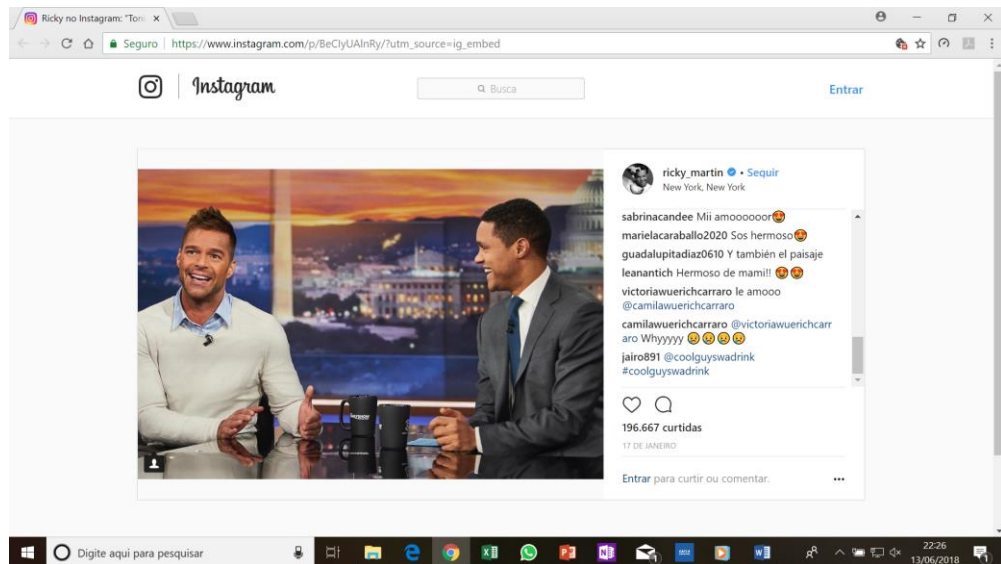 Ricky no Instagram: "Toni
Seguro
https://www.instagram.com/p/BeClyUAlnRy/?utm_source=ig_embed
Instagram
Busca
Entrar
ricky_martin • Seguir
New York, New York
sabrinacandee Mii amoooooor😍
marielacaraballo2020 Sos hermoso😍
guadalupitadiaz0610 Y también el paisaje
leanantich Hermoso de mami!! 😍 😍
victoriawuerichcarraro le amooo
@camilawuerichcarraro
camilawuerichcarraro @victoriawuerichcarr
aro Whyyyyy 😥 😥 😥 😥
jairo891 @coolguyswadrink
#coolguyswadrink
196.667 curtidas
17 DE JANEIRO
Entrar para curtir ou comentar.
Digite aqui para pesquisar
22:26
13/06/2018